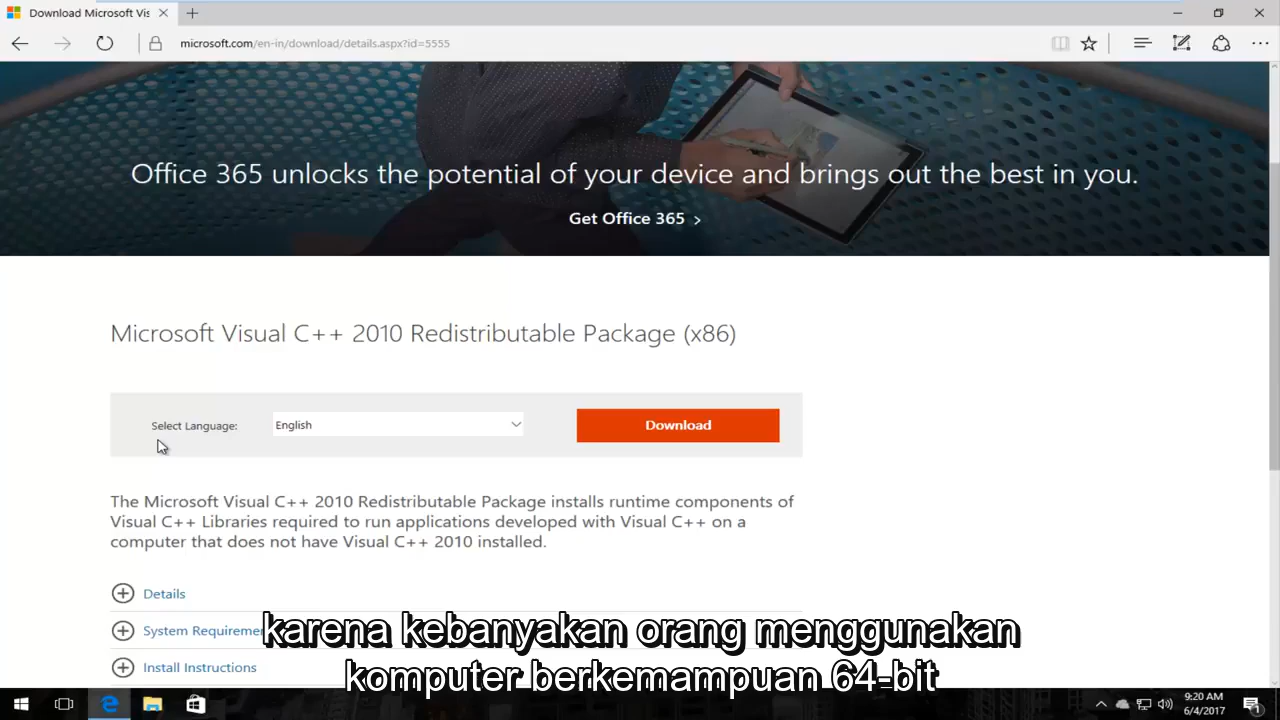 Download Microsoft Vis
microsoft.com/en-in/download/details.aspx?id=5555
Office 365 unlocks the potential of your device and brings out the best in you.
Get Office 365 >
Microsoft Visual C++ 2010 Redistributable Package (x86)
Select Language:
English
Download
The Microsoft Visual C++ 2010 Redistributable Package installs runtime components of
Visual C++ Libraries required to run applications developed with Visual C++ on a
computer that does not have Visual C++ 2010 installed.
Details
System Requiremen
Install Instructions
karena kebanyakan orang menggunakan
komputer berkemampuan 64-bit
9:20 AM
6/4/2017